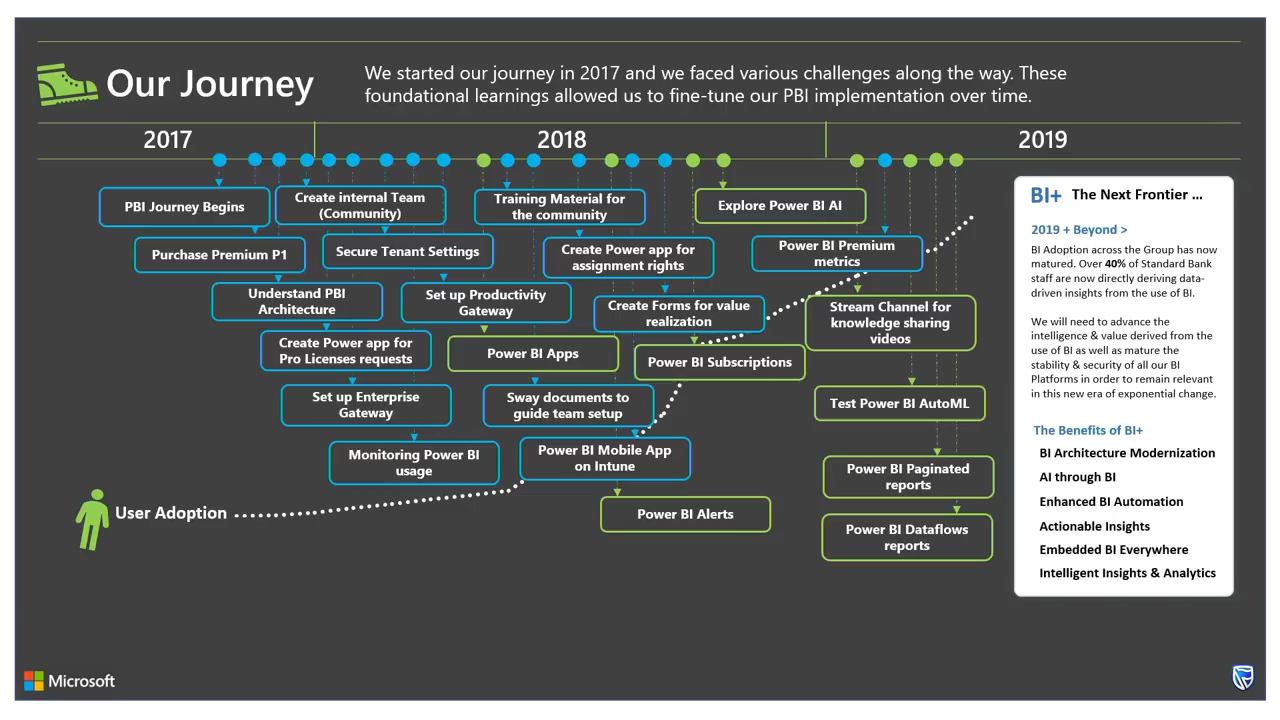 Our Journey
We started our journey in 2017 and we faced various challenges along the way. These
foundational learnings allowed us to fine-tune our PBI implementation over time.
2017
2018
2019
PBI Journey Begins
Purchase Premium P1
Understand PBI
Architecture
Create Power app for
Pro Licenses requests
Set up Enterprise
Gateway
Monitoring Power BI
usage
Create internal Team
(Community)
Secure Tenant Settings
Set up Productivity
Gateway
Power BI Apps
Sway documents to
guide team setup
Power BI Mobile App
on Intune
Power BI Alerts
Training Material for
the community
Create Power app for
assignment rights
Create Forms for value
realization
Power BI Subscriptions
Explore Power BI AI
Power BI Premium
metrics
Stream Channel for
knowledge sharing
videos
Test Power BI AutoML
Power BI Paginated
reports
Power BI Dataflows
reports
User Adoption
BI+ The Next Frontier ...
2019 + Beyond >
BI Adoption across the Group has now
matured. Over 40% of Standard Bank
staff are now directly deriving data-
driven insights from the use of BI.
We will need to advance the
intelligence & value derived from the
use of BI as well as mature the
stability & security of all our BI
Platforms in order to remain relevant
in this new era of exponential change.
The Benefits of BI+
BI Architecture Modernization
AI through BI
Enhanced BI Automation
Actionable Insights
Embedded BI Everywhere
Intelligent Insights & Analytics
Microsoft